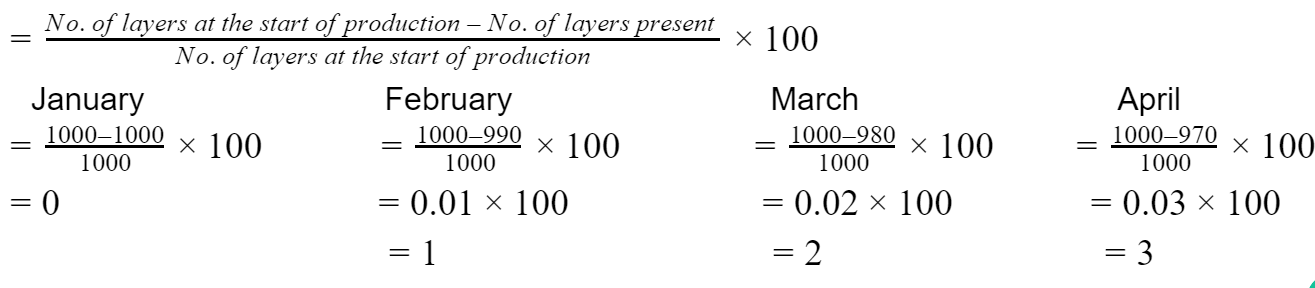 = No. of layers at the start of production – No. of layers present / No. of layers at the start of production × 100
January February March April
= 1000–1000 / 1000 × 100 = 1000–990 / 1000 × 100 = 1000–980 / 1000 × 100 = 1000–970 / 1000 × 100
= 0 = 0.01 × 100 = 0.02 × 100 = 0.03 × 100
= 1 = 2 = 3